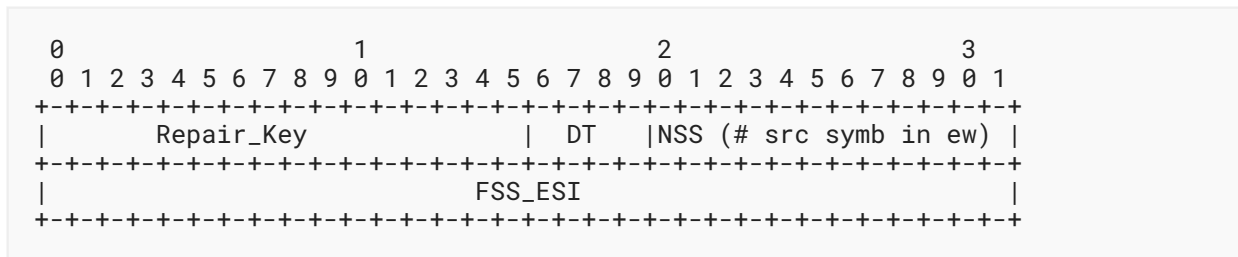 0                   1                   2                   3
 0 1 2 3 4 5 6 7 8 9 0 1 2 3 4 5 6 7 8 9 0 1 2 3 4 5 6 7 8 9 0 1
+-+-+-+-+-+-+-+-+-+-+-+-+-+-+-+-+-+-+-+-+-+-+-+-+-+-+-+-+-+-+-+-+
|       Repair_Key              |  DT   |NSS (# src symb in ew) |
+-+-+-+-+-+-+-+-+-+-+-+-+-+-+-+-+-+-+-+-+-+-+-+-+-+-+-+-+-+-+-+-+
|                            FSS_ESI                            |
+-+-+-+-+-+-+-+-+-+-+-+-+-+-+-+-+-+-+-+-+-+-+-+-+-+-+-+-+-+-+-+-+